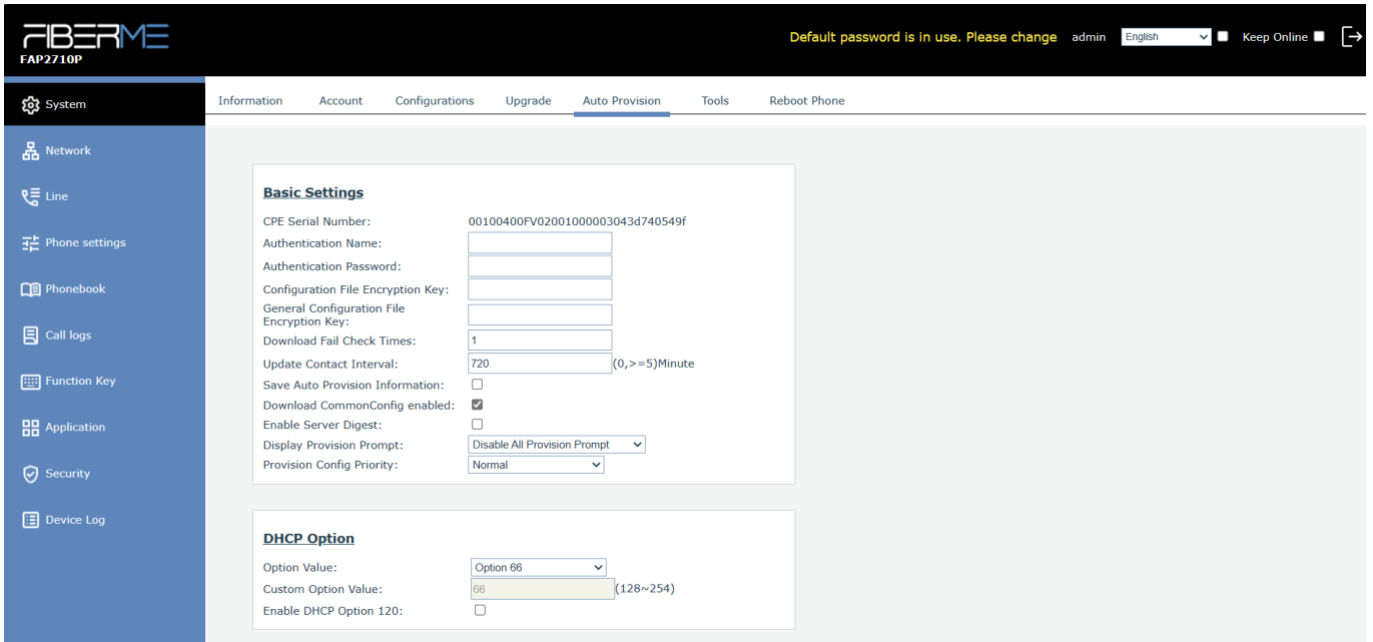 FIBERME
FAP2710P
Default password is in use. Please change admin English Keep Online
System
Information Account Configurations Upgrade Auto Provision Tools Reboot Phone
Network
Line
Phone settings
Phonebook
Call logs
Function Key
Application
Security
Device Log
Basic Settings
CPE Serial Number: 00100400FV02001000003043d740549f
Authentication Name:
Authentication Password:
Configuration File Encryption Key:
General Configuration File
Encryption Key:
Download Fail Check Times: 1
Update Contact Interval: 720 (0,>=5)Minute
Save Auto Provision Information:
Download CommonConfig enabled:
Enable Server Digest:
Display Provision Prompt: Disable All Provision Prompt
Provision Config Priority: Normal
DHCP Option
Option Value: Option 66
Custom Option Value: 66 (128~254)
Enable DHCP Option 120: